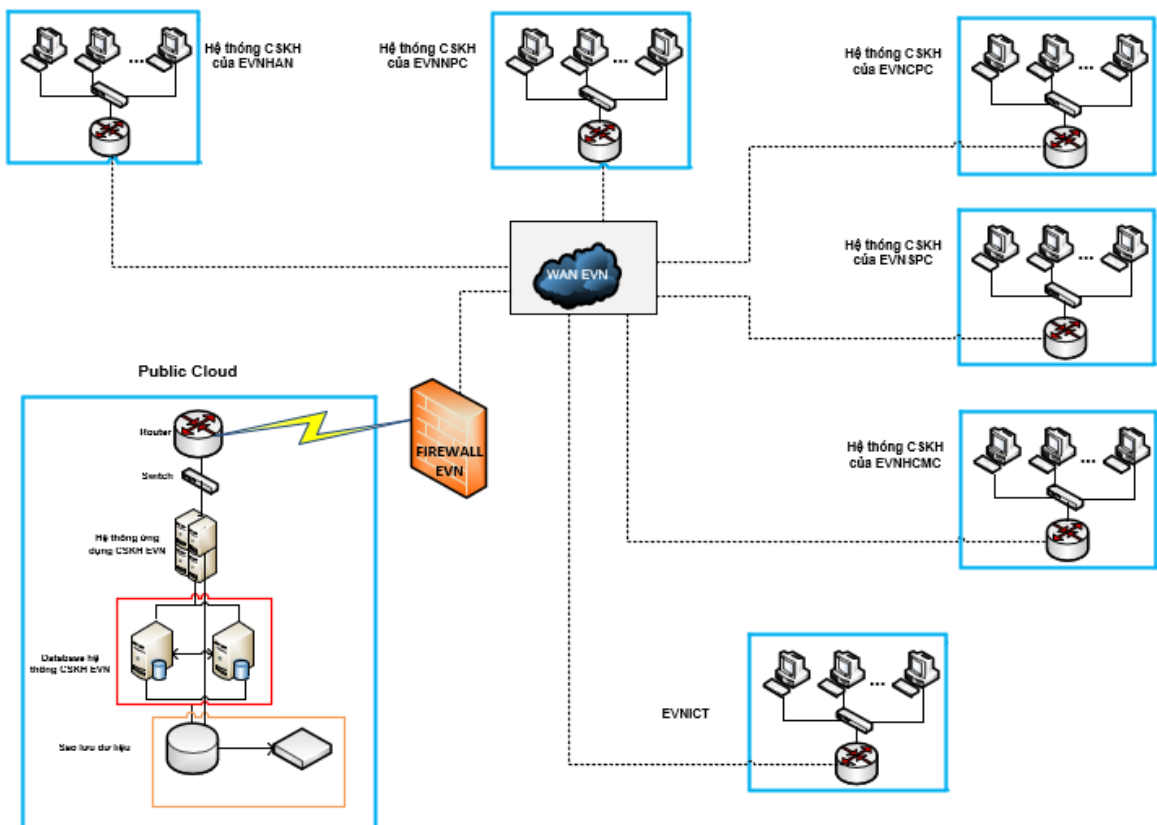 Hệ thống CSKH
của EVNHAN
Hệ thống CSKH
của EVNNPC
Hệ thống CSKH
của EVNCPC
Hệ thống CSKH
của EVNSPC
WAN EVN
Public Cloud
Router
Switch
FIREWALL
EVN
Hệ thống CSKH
của EVNHCMC
Hệ thống ứng
dụng CSKH EVN
Database hệ
thống CSKH EVN
EVNICT
Sao lưu dư liệu